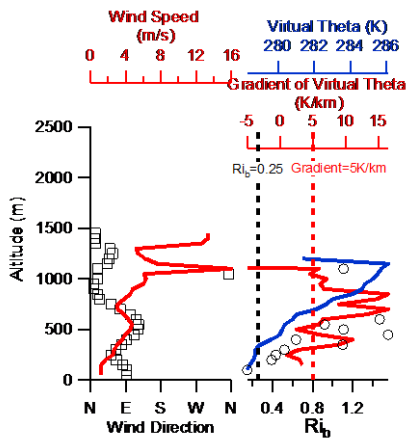 Wind Speed
(m/s)
0 4 8 12 16
Virtual Theta (K)
280 282 284 286
Gradient of Virtual Theta
(K/km)
-5 0 5 10 15
Altitude (m)
2500
2000
1500
1000
500
0
Rib=0.25
Gradient=5K/km
N E S W N
Wind Direction
0.4 0.8 1.2
Rib